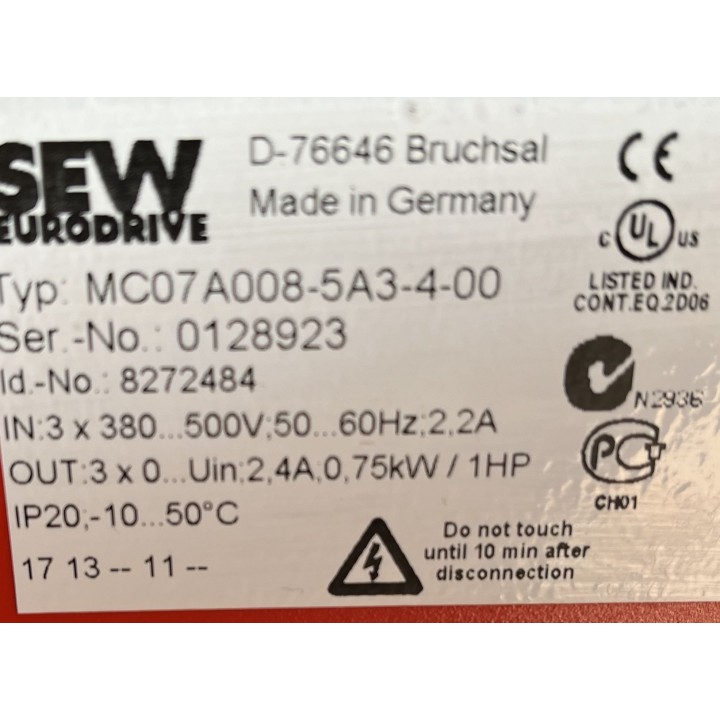 SEW
EURODRIVE
D-76646 Bruchsal
Made in Germany
CE
C UL US
LISTED IND.
CONT.EQ.2D06
Typ: MC07A008-5A3-4-00
Ser.-No.: 0128923
Id.-No.: 8272484
N2936
IN:3 x 380...500V;50...60Hz;2,2A
OUT:3 x 0...Uin;2,4A;0,75kW / 1HP
PC
CH01
IP20;-10...50°C
17 13 -- 11 --
Do not touch
until 10 min after
disconnection